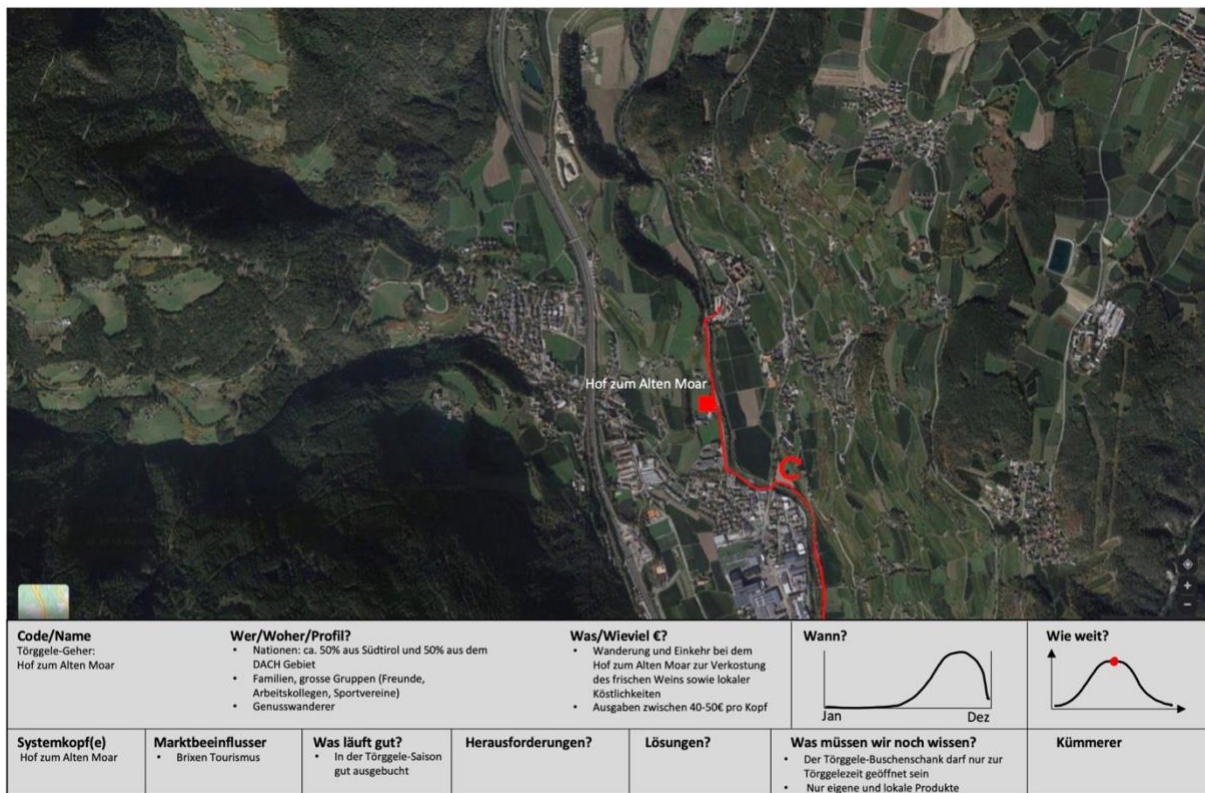 Hof zum Alten Moar
Code/Name
Törggele-Geher:
Hof zum Alten Moar
Wer/Woher/Profil?
• Nationen: ca. 50% aus Südtirol und 50% aus dem
DACH Gebiet
• Familien, grosse Gruppen (Freunde,
Arbeitskollegen, Sportvereine)
• Genusswanderer
Was/Wieviel €?
• Wanderung und Einkehr bei dem
Hof zum Alten Moar zur Verkostung
des frischen Weins sowie lokaler
Köstlichkeiten
• Ausgaben zwischen 40-50€ pro Kopf
Wann?
Jan Dez
Wie weit?
Systemkopf(e)
Hof zum Alten Moar
Marktbeeinflusser
• Brixen Tourismus
Was läuft gut?
• In der Törggele-Saison
gut ausgebucht
Herausforderungen?
Lösungen?
Was müssen wir noch wissen?
• Der Törggele-Buschenschank darf nur zur
Törggelezeit geöffnet sein
• Nur eigene und lokale Produkte
Kümmerer